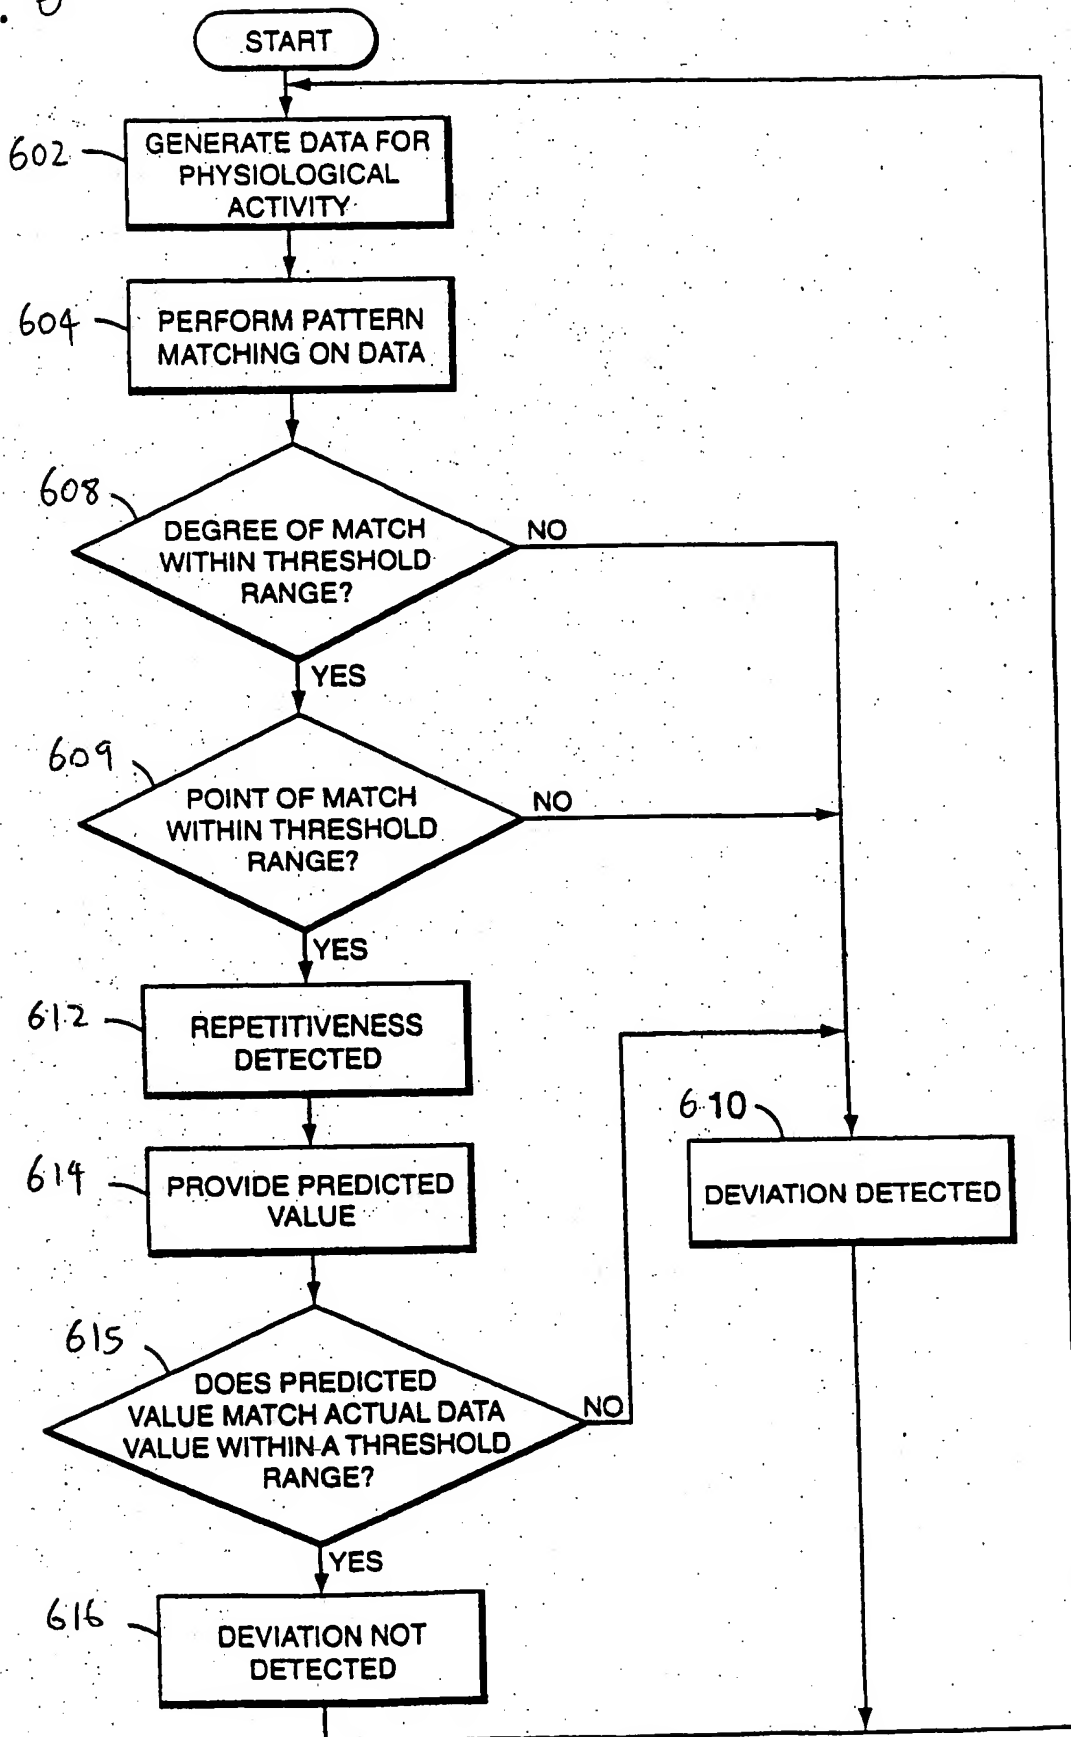 START
602
GENERATE DATA FOR
PHYSIOLOGICAL
ACTIVITY
604
PERFORM PATTERN
MATCHING ON DATA
608
DEGREE OF MATCH
WITHIN THRESHOLD
RANGE?
NO
YES
609
POINT OF MATCH
WITHIN THRESHOLD
RANGE?
NO
YES
612
REPETITIVENESS
DETECTED
610
DEVIATION DETECTED
614
PROVIDE PREDICTED
VALUE
615
DOES PREDICTED
VALUE MATCH ACTUAL DATA
VALUE WITHIN A THRESHOLD
RANGE?
NO
YES
616
DEVIATION NOT
DETECTED